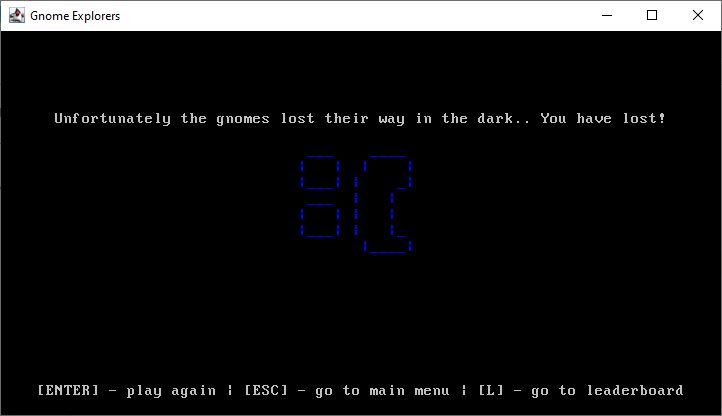 Gnome Explorers
Unfortunately the gnomes lost their way in the dark.. You have lost!
[ENTER] - play again ¦ [ESC] - go to main menu ¦ [L] - go to leaderboard